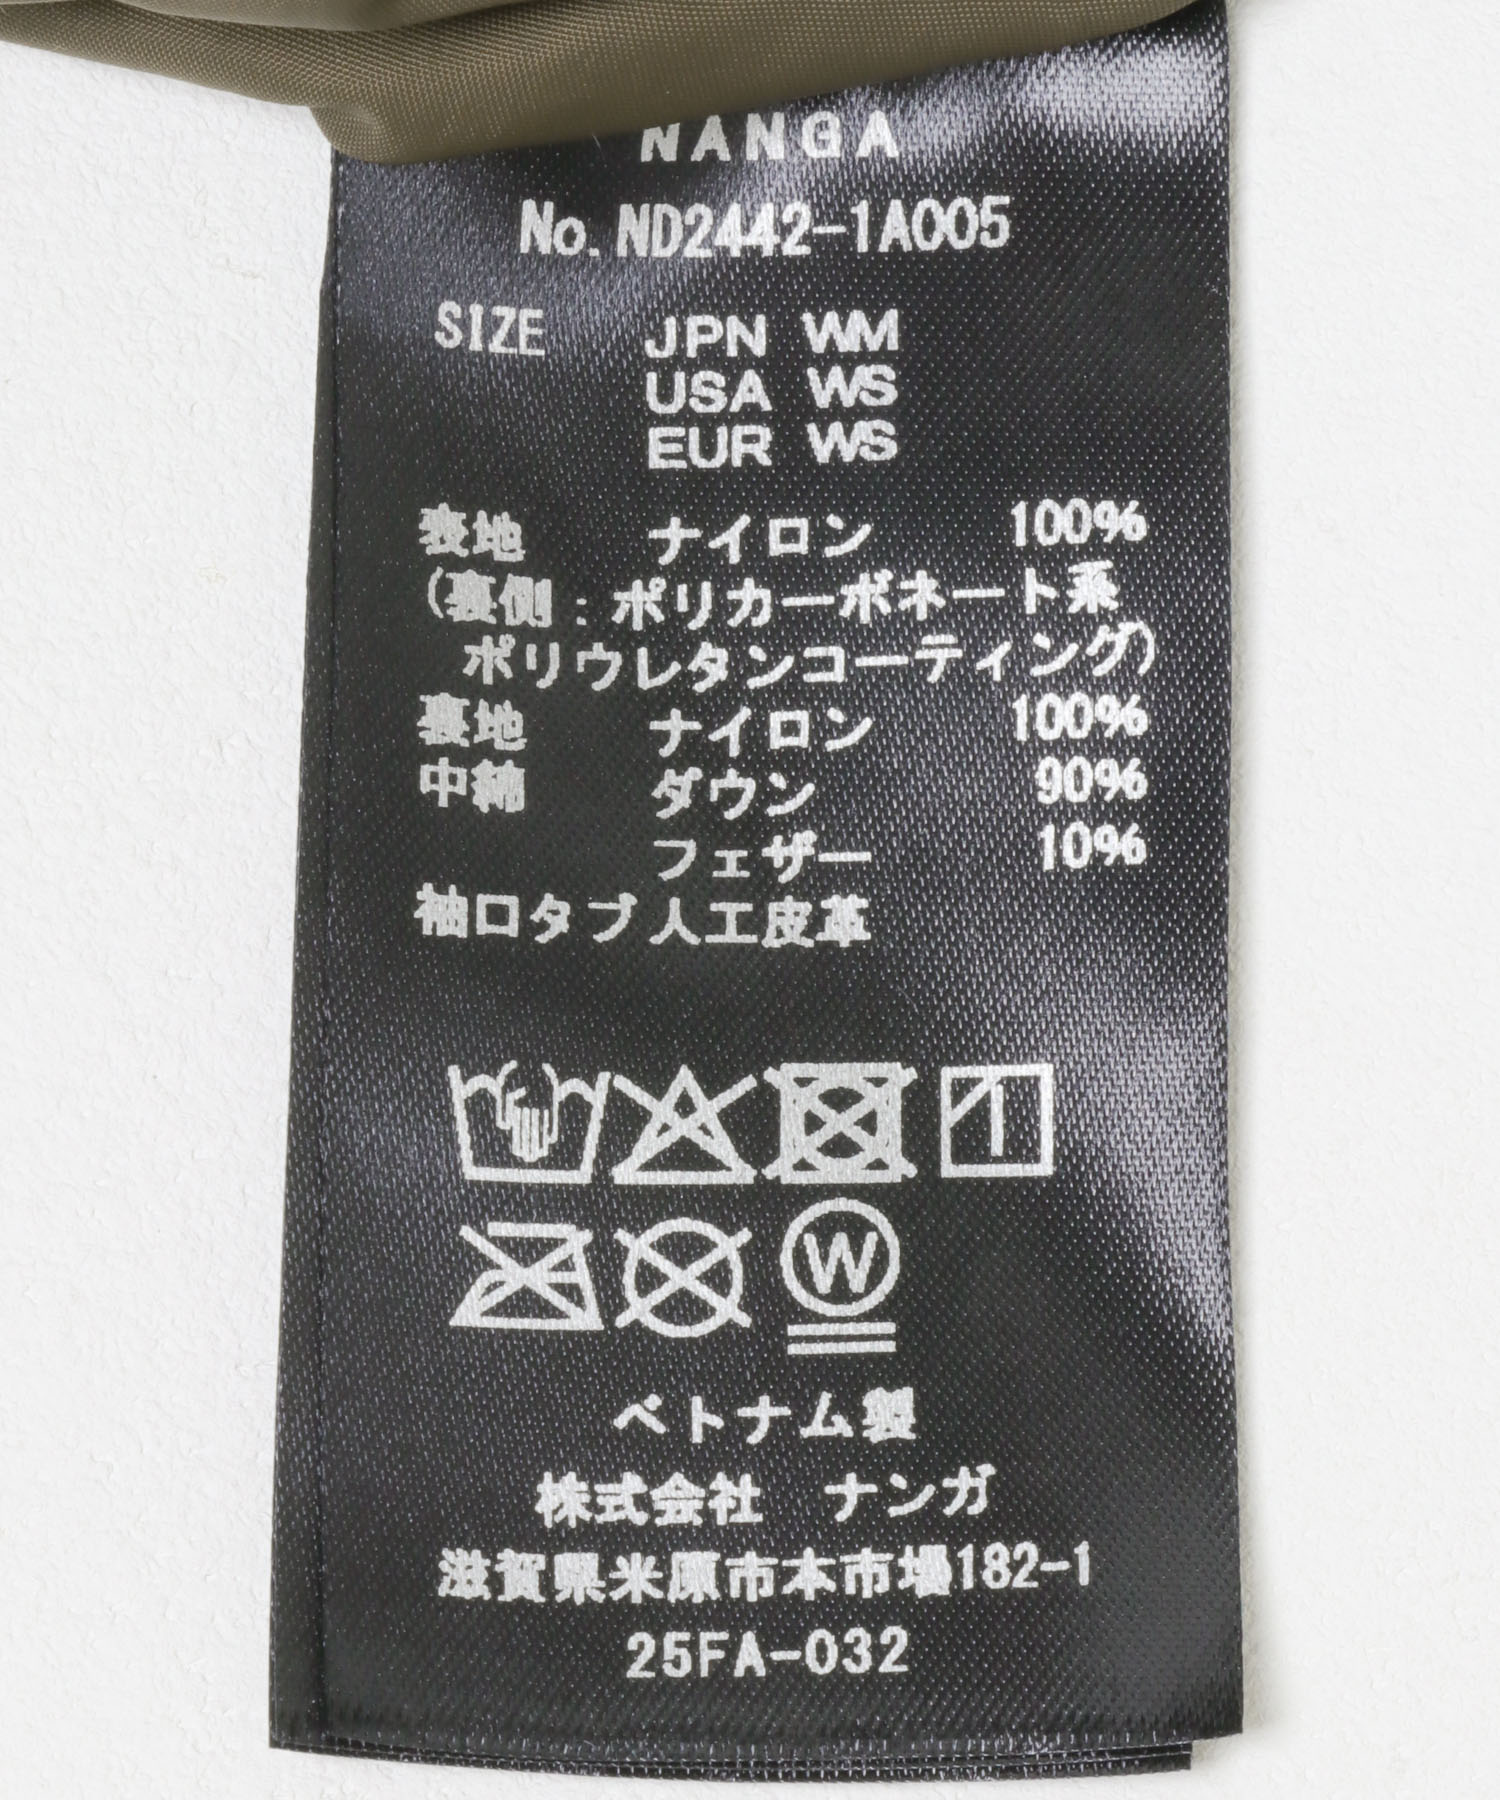 NANGA
No. ND2442-1A005
SIZE JPN WM
USA WS
EUR WS
表地 ナイロン 100%
(裏側:ポリカーボネート系
ポリウレタンコーティング)
裏地 ナイロン 100%
中綿 ダウン 90%
フェザー 10%
袖口タブ 人工皮革
W
ベトナム製
株式会社 ナンガ
滋賀県米原市本市場182-1
25FA-032